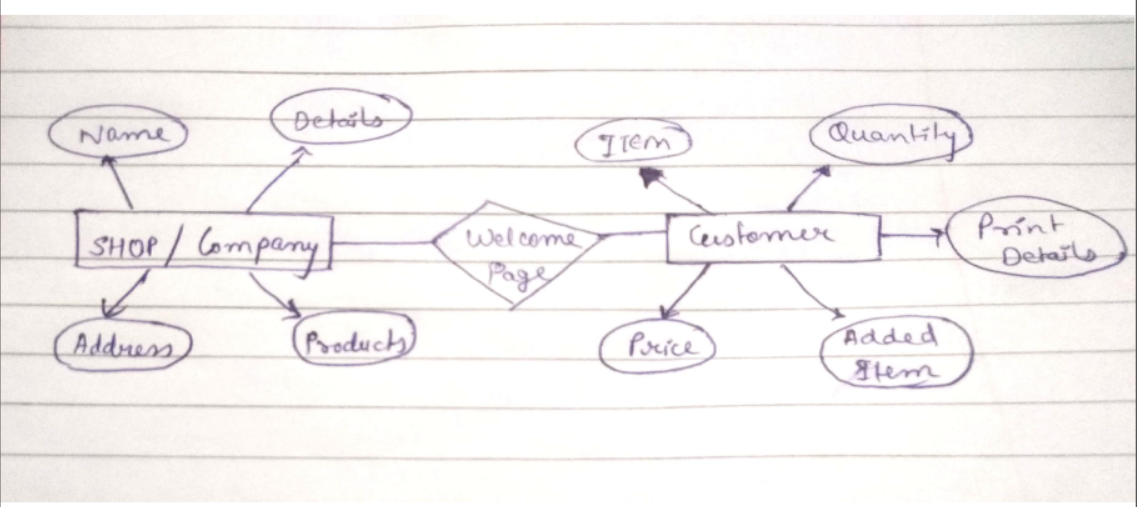 Name
Details
Item
Quantity
SHOP / Company
Welcome
Page
Customer
Print
Details
Address
Products
Price
Added
Item